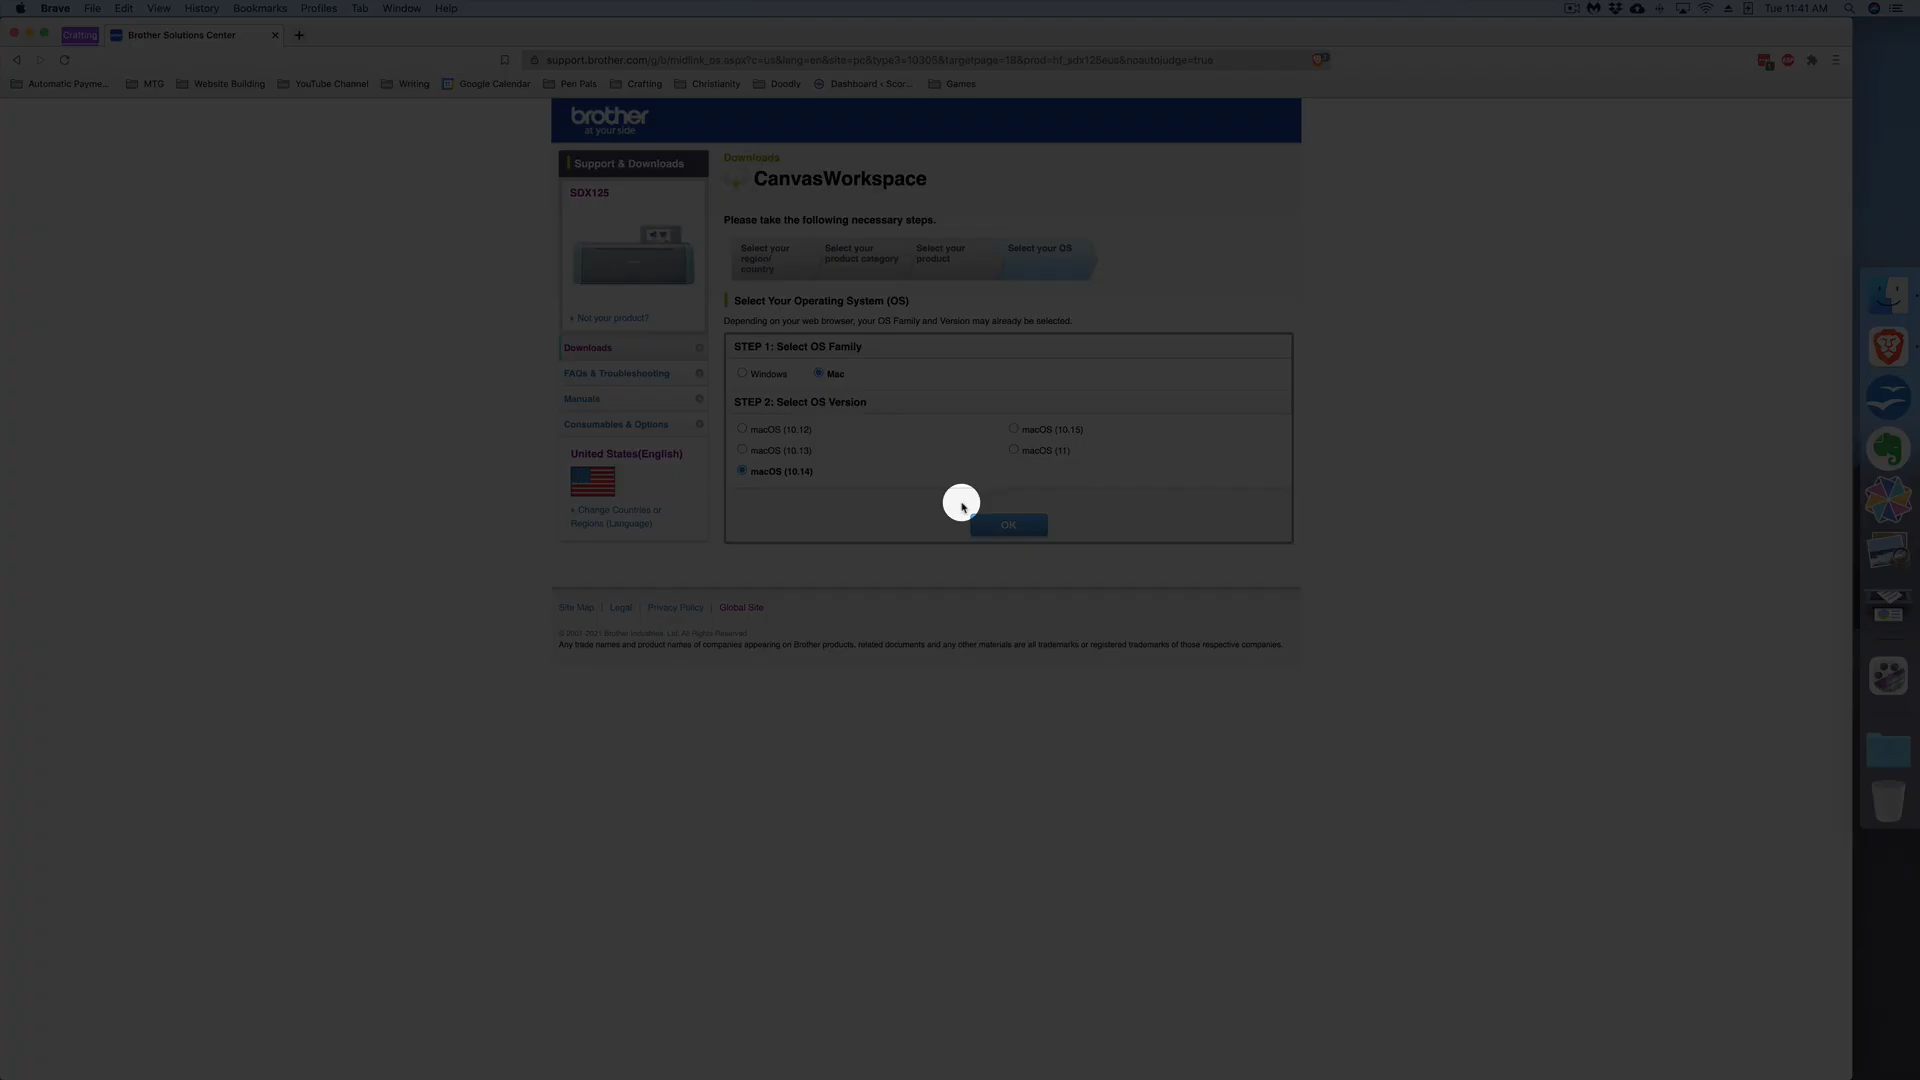 Brave File Edit View History Bookmarks Profiles Tab Window Help
Tue 11:41 AM
Crafting Brother Solutions Center
support.brother.com/g/b/midlink_os.aspx?c=us&lang=en&site=pc&type3=10305&targetpage=18&prod=hf_sdx125eus&noautojudge=true
Automatic Payme... MTG Website Building YouTube Channel Writing Google Calendar Pen Pals Crafting Christianity Doodly Dashboard ‹ Scor... Games
brother
at your side
Support & Downloads
SDX125
Not your product?
Downloads
FAQs & Troubleshooting
Manuals
Consumables & Options
United States(English)
Change Countries or
Regions (Language)
Downloads
CanvasWorkspace
Please take the following necessary steps.
Select your
region/
country
Select your
product category
Select your
product
Select your OS
Select Your Operating System (OS)
Depending on your web browser, your OS Family and Version may already be selected.
STEP 1: Select OS Family
Windows Mac
STEP 2: Select OS Version
macOS (10.12) macOS (10.15)
macOS (10.13) macOS (11)
macOS (10.14)
OK
Site Map | Legal | Privacy Policy | Global Site
© 2001-2021 Brother Industries, Ltd. All Rights Reserved.
Any trade names and product names of companies appearing on Brother products, related documents and any other materials are all trademarks or registered trademarks of those respective companies.